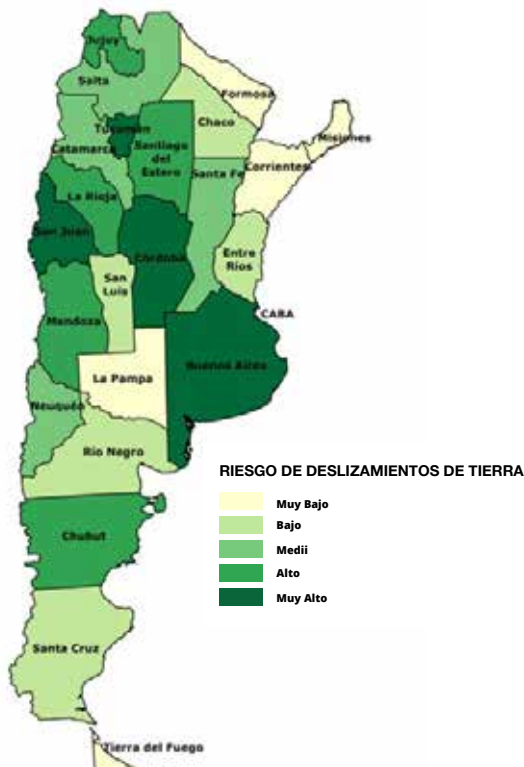 Jujuy
Salta
Formosa
Chaco
Tucumán
Misiones
Catamarca
Santiago
del
Estero
Santa Fe
Corrientes
La Rioja
San Juan
Córdoba
Entre
Ríos
San
Luis
CABA
Mendoza
Buenos Aires
La Pampa
Neuquén
Río Negro
RIESGO DE DESLIZAMIENTOS DE TIERRA
Muy Bajo
Bajo
Medii
Alto
Muy Alto
Chubut
Santa Cruz
Tierra del Fuego